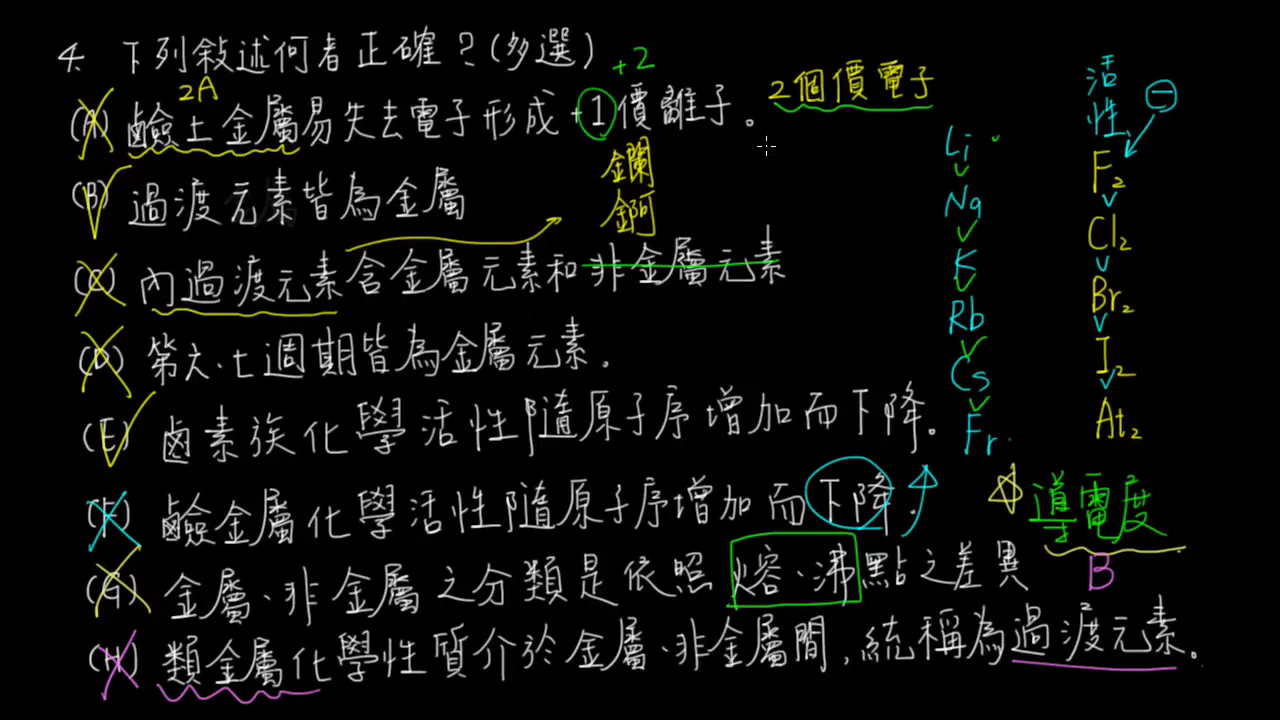 4. 下列敘述何者正確?(多選)
+2
2A
2個價電子
(A) 鹼土金屬易失去電子形成+1價離子。
(B) 過渡元素皆為金屬
鑭
錒
(C) 內過渡元素含金屬元素和非金屬元素
(D) 第六、七週期皆為金屬元素。
(E) 鹵素族化學活性隨原子序增加而下降。
(F) 鹼金屬化學活性隨原子序增加而下降.
(G) 金屬、非金屬之分類是依照熔、沸點之差異
(H) 類金屬化學性質介於金屬、非金屬間,統稱為過渡元素。
Li
Na
K
Rb
Cs
Fr
活性
F2
Cl2
Br2
I2
At2
導電度
B